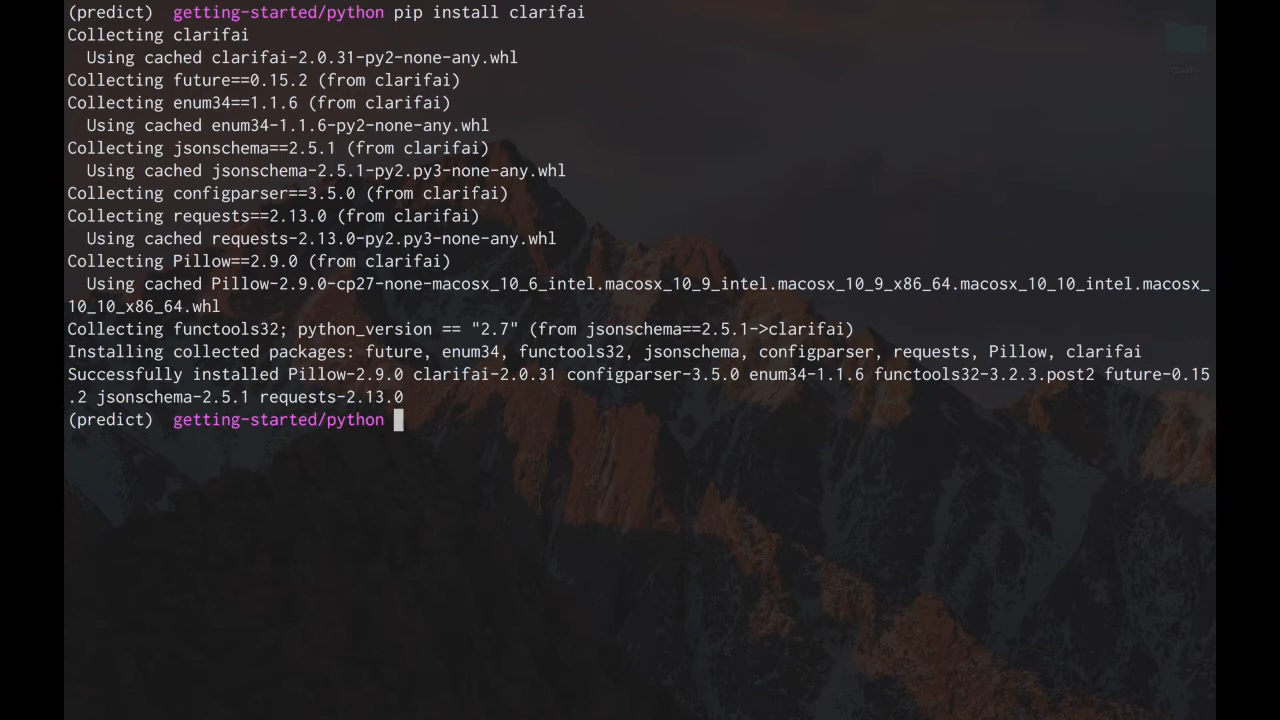 (predict)  getting-started/python pip install clarifai
Collecting clarifai
  Using cached clarifai-2.0.31-py2-none-any.whl
Collecting future==0.15.2 (from clarifai)
Collecting enum34==1.1.6 (from clarifai)
  Using cached enum34-1.1.6-py2-none-any.whl
Collecting jsonschema==2.5.1 (from clarifai)
  Using cached jsonschema-2.5.1-py2.py3-none-any.whl
Collecting configparser==3.5.0 (from clarifai)
Collecting requests==2.13.0 (from clarifai)
  Using cached requests-2.13.0-py2.py3-none-any.whl
Collecting Pillow==2.9.0 (from clarifai)
  Using cached Pillow-2.9.0-cp27-none-macosx_10_6_intel.macosx_10_9_intel.macosx_10_9_x86_64.macosx_10_10_intel.macosx_
10_10_x86_64.whl
Collecting functools32; python_version == "2.7" (from jsonschema==2.5.1->clarifai)
Installing collected packages: future, enum34, functools32, jsonschema, configparser, requests, Pillow, clarifai
Successfully installed Pillow-2.9.0 clarifai-2.0.31 configparser-3.5.0 enum34-1.1.6 functools32-3.2.3.post2 future-0.15
.2 jsonschema-2.5.1 requests-2.13.0
(predict)  getting-started/python